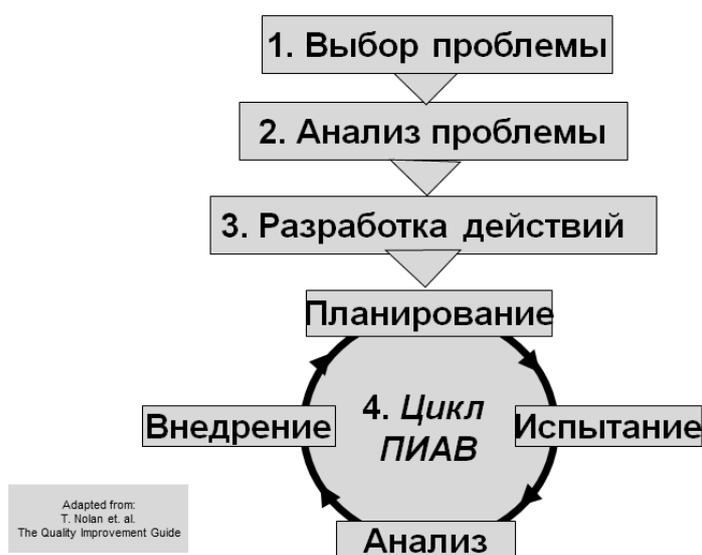 1. Выбор проблемы
2. Анализ проблемы
3. Разработка действий
Планирование
4. Цикл
ПИАВ
Внедрение
Испытание
Анализ
Adapted from:
T. Nolan et. al.
The Quality Improvement Guide